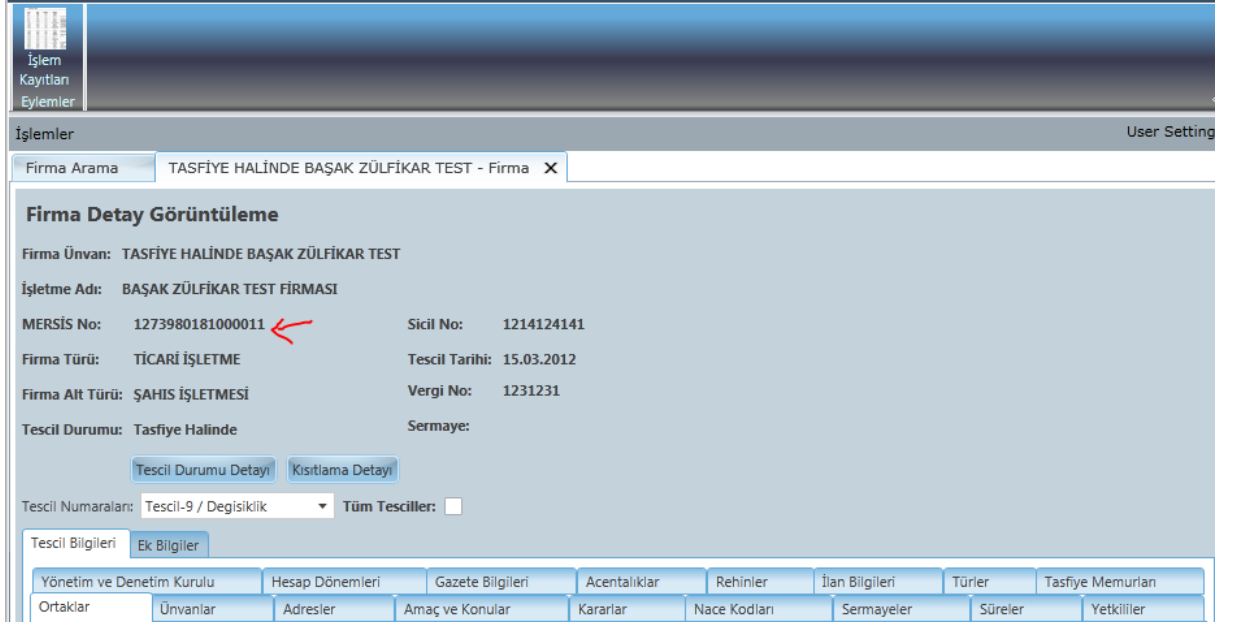 İşlem
Kayıtları
Eylemler
İşlemler User Setting
Firma Arama TASFİYE HALİNDE BAŞAK ZÜLFİKAR TEST - Firma X
Firma Detay Görüntüleme
Firma Ünvan: TASFİYE HALİNDE BAŞAK ZÜLFİKAR TEST
İşletme Adı: BAŞAK ZÜLFİKAR TEST FİRMASI
MERSİS No: 1273980181000011 Sicil No: 1214124141
Firma Türü: TİCARİ İŞLETME Tescil Tarihi: 15.03.2012
Firma Alt Türü: ŞAHIS İŞLETMESİ Vergi No: 1231231
Tescil Durumu: Tasfiye Halinde Sermaye:
Tescil Durumu Detayı Kısıtlama Detayı
Tescil Numaraları: Tescil-9 / Degisiklik Tüm Tesciller:
Tescil Bilgileri Ek Bilgiler
Yönetim ve Denetim Kurulu Hesap Dönemleri Gazete Bilgileri Acentalıklar Rehinler İlan Bilgileri Türler Tasfiye Memurları
Ortaklar Ünvanlar Adresler Amaç ve Konular Kararlar Nace Kodları Sermayeler Süreler Yetkililer